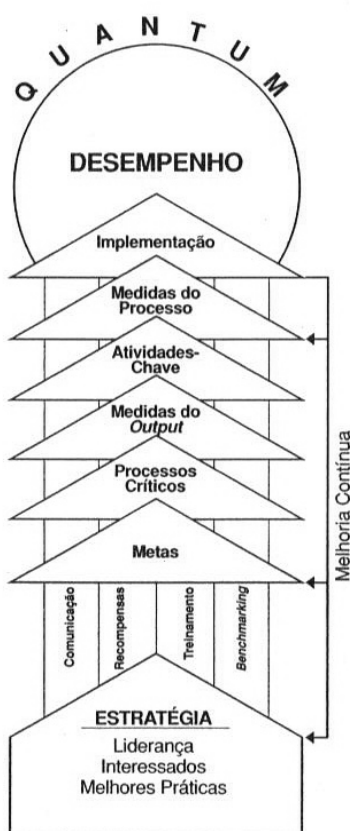 QUANTUM
DESEMPENHO
Implementação
Medidas do
Processo
Atividades-
Chave
Medidas do
Output
Processos
Críticos
Metas
Comunicação
Recompensas
Treinamento
Benchmarking
Melhoria Contínua
ESTRATÉGIA
Liderança
Interessados
Melhores Práticas